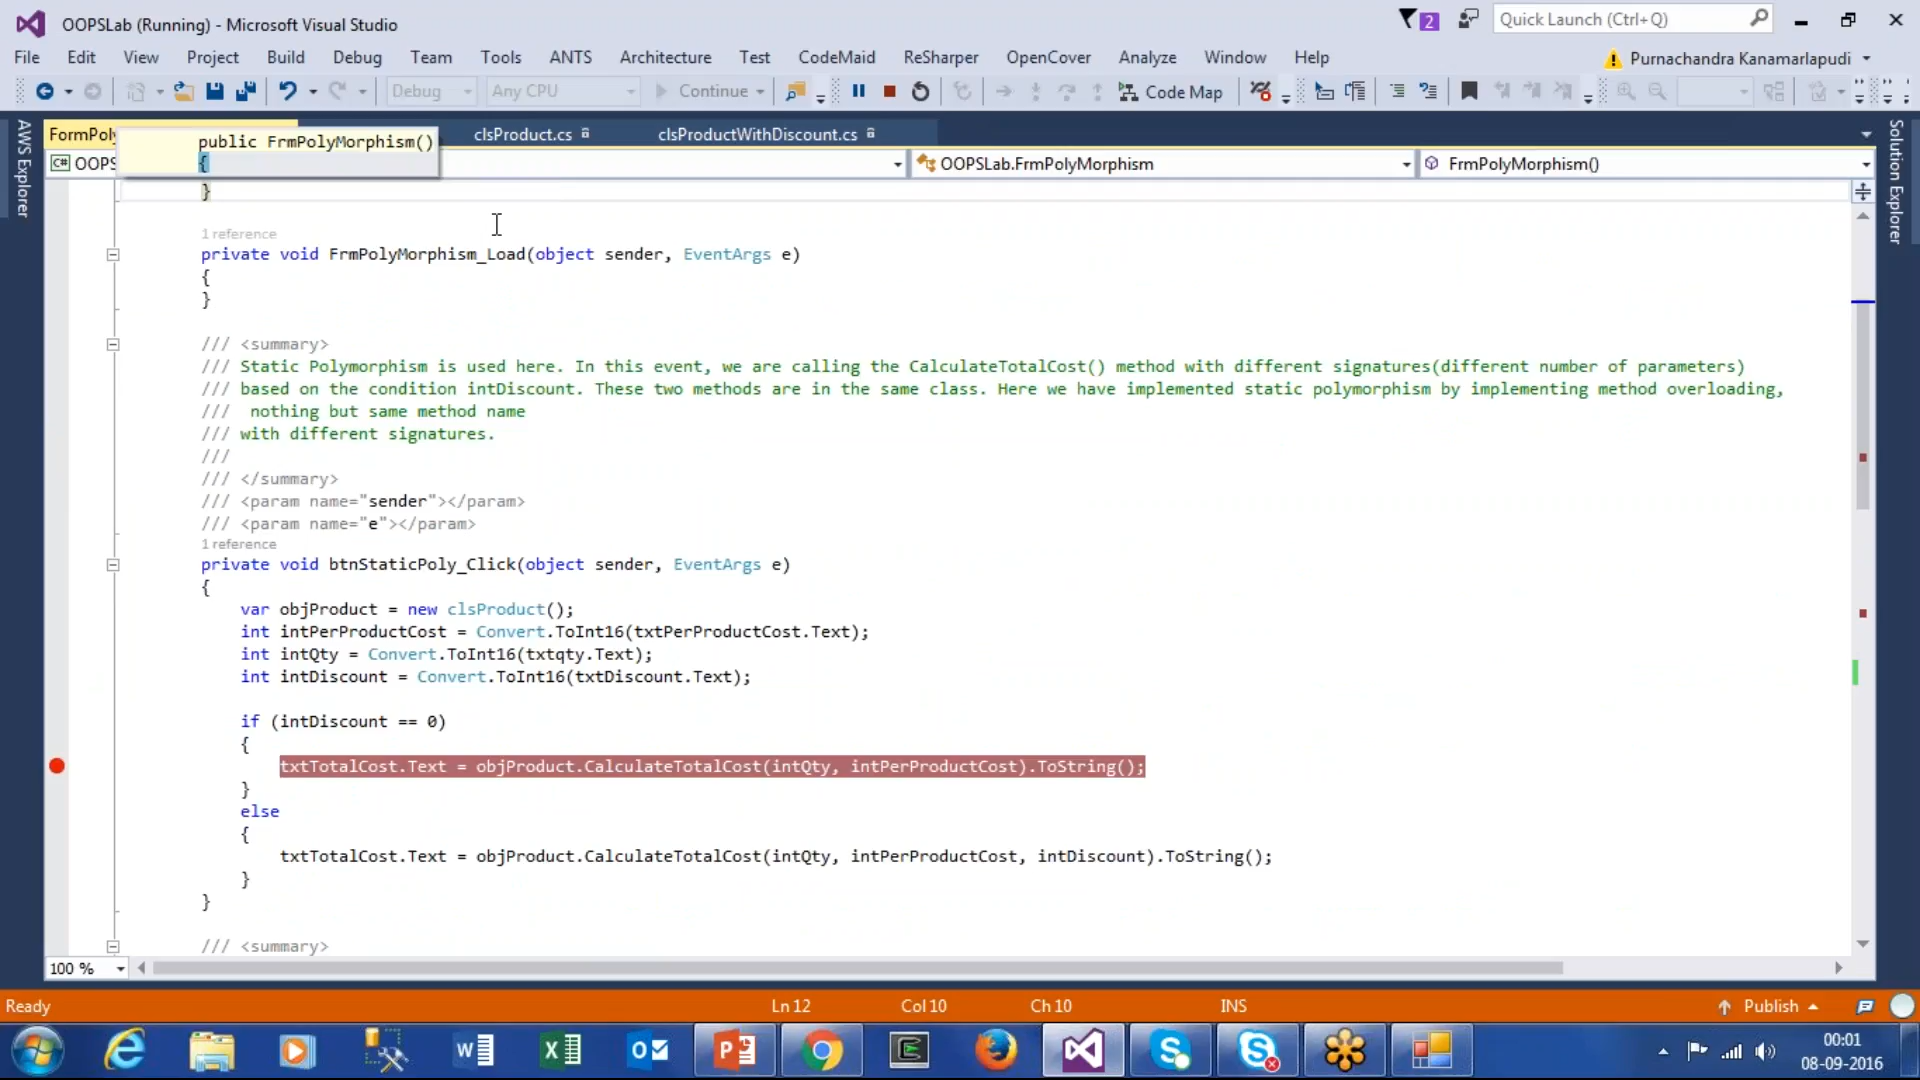 OOPSLab (Running) - Microsoft Visual Studio
2
Quick Launch (Ctrl+Q)
File Edit View Project Build Debug Team Tools ANTS Architecture Test CodeMaid ReSharper OpenCover Analyze Window Help
Purnachandra Kanamarlapudi
Debug Any CPU Continue Code Map
AWS Explorer
Solution Explorer
FormPoly clsProduct.cs clsProductWithDiscount.cs
C# OOPS OOPSLab.FrmPolyMorphism FrmPolyMorphism()
public FrmPolyMorphism()
{
}
1 reference
private void FrmPolyMorphism_Load(object sender, EventArgs e)
{
}
/// <summary>
/// Static Polymorphism is used here. In this event, we are calling the CalculateTotalCost() method with different signatures(different number of parameters)
/// based on the condition intDiscount. These two methods are in the same class. Here we have implemented static polymorphism by implementing method overloading,
/// nothing but same method name
/// with different signatures.
///
/// </summary>
/// <param name="sender"></param>
/// <param name="e"></param>
1 reference
private void btnStaticPoly_Click(object sender, EventArgs e)
{
var objProduct = new clsProduct();
int intPerProductCost = Convert.ToInt16(txtPerProductCost.Text);
int intQty = Convert.ToInt16(txtqty.Text);
int intDiscount = Convert.ToInt16(txtDiscount.Text);
if (intDiscount == 0)
{
txtTotalCost.Text = objProduct.CalculateTotalCost(intQty, intPerProductCost).ToString();
}
else
{
txtTotalCost.Text = objProduct.CalculateTotalCost(intQty, intPerProductCost, intDiscount).ToString();
}
}
/// <summary>
100 %
Ready Ln 12 Col 10 Ch 10 INS Publish
00:01
08-09-2016